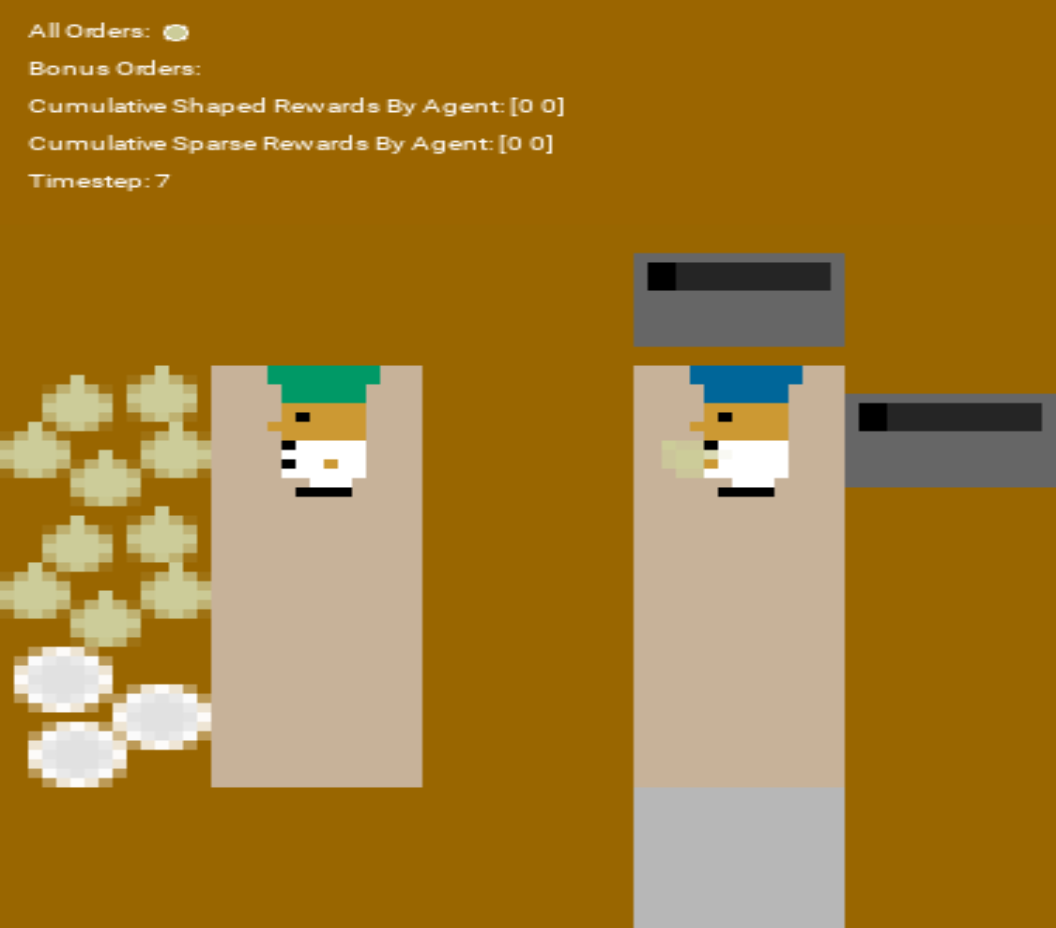 All Orders:
Bonus Orders:
Cumulative Shaped Rewards By Agent: [0 0]
Cumulative Sparse Rewards By Agent: [0 0]
Timestep: 7